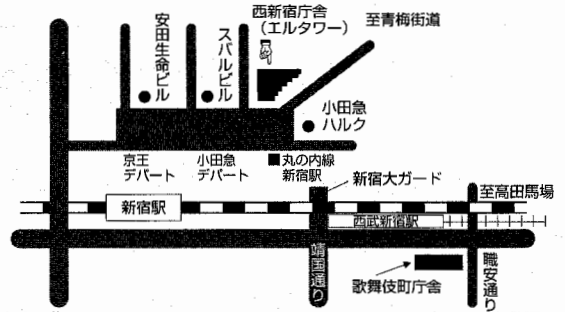 西新宿庁舎
(エルタワー)
至青梅街道
安田生命ビル
スバルビル
小田急
ハルク
京王
デパート
小田急
デパート
■丸の内線
新宿駅
新宿大ガード
至高田馬場
新宿駅
西武新宿駅
靖国通り
歌舞伎町庁舎
職安通り